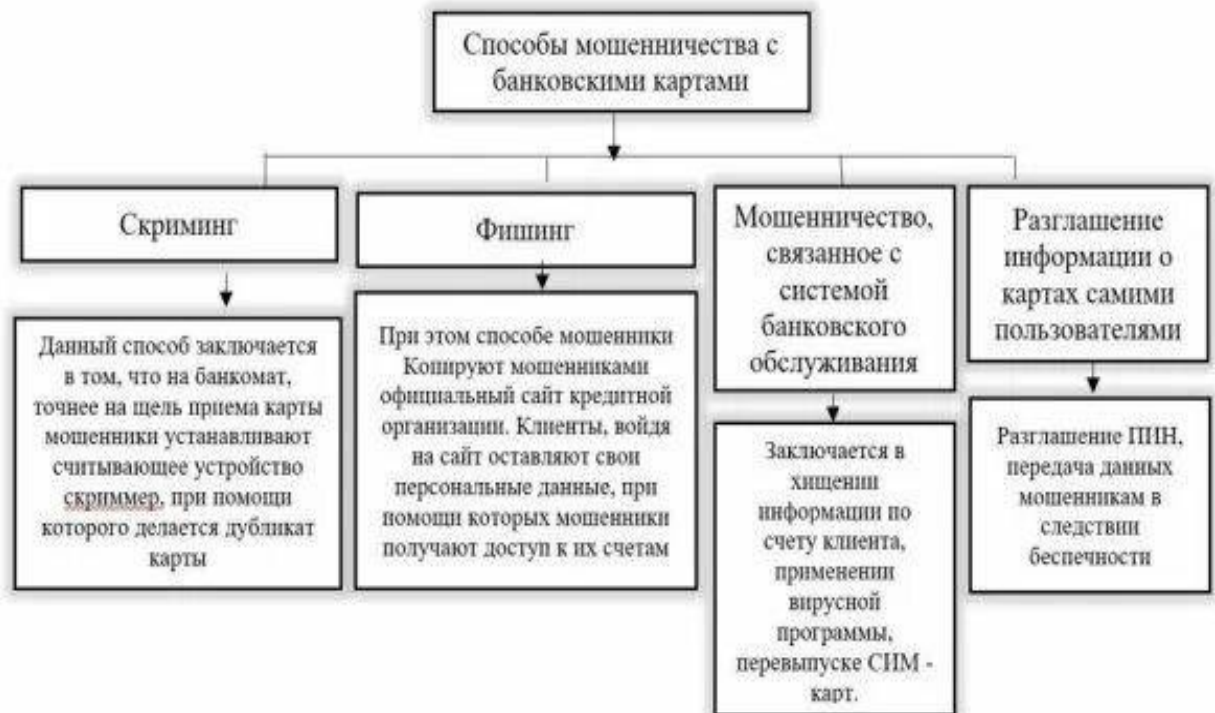 Способы мошенничества с
банковскими картами
Скриминг
Данный способ заключается
в том, что на банкомат,
точнее на щель приема карты
мошенники устанавливают
считывающее устройство
скриммер, при помощи
которого делается дубликат
карты
Фишинг
При этом способе мошенники
Копируют мошенниками
официальный сайт кредитной
организации. Клиенты, войдя
на сайт оставляют свои
персональные данные, при
помощи которых мошенники
получают доступ к их счетам
Мошенничество,
связанное с
системой
банковского
обслуживания
Заключается в
хищении
информации по
счету клиента,
применении
вирусной
программы,
перевыпуске СИМ -
карт.
Разглашение
информации о
картах самими
пользователями
Разглашение ПИН,
передача данных
мошенникам в
следствии
беспечности